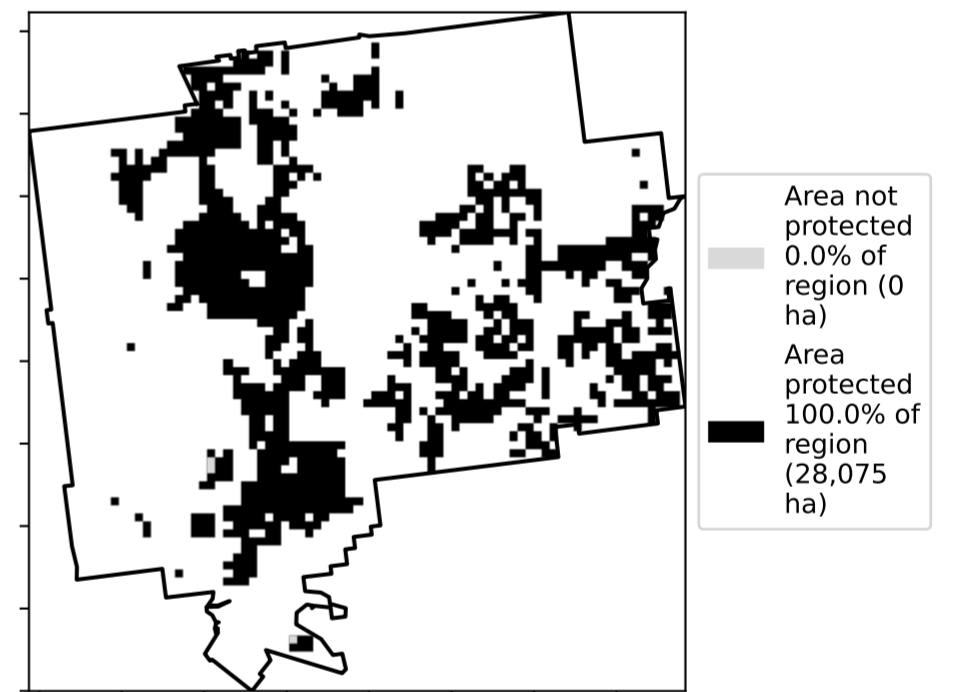 Area not
protected
0.0% of
region (0
ha)
Area
protected
100.0% of
region
(28,075
ha)